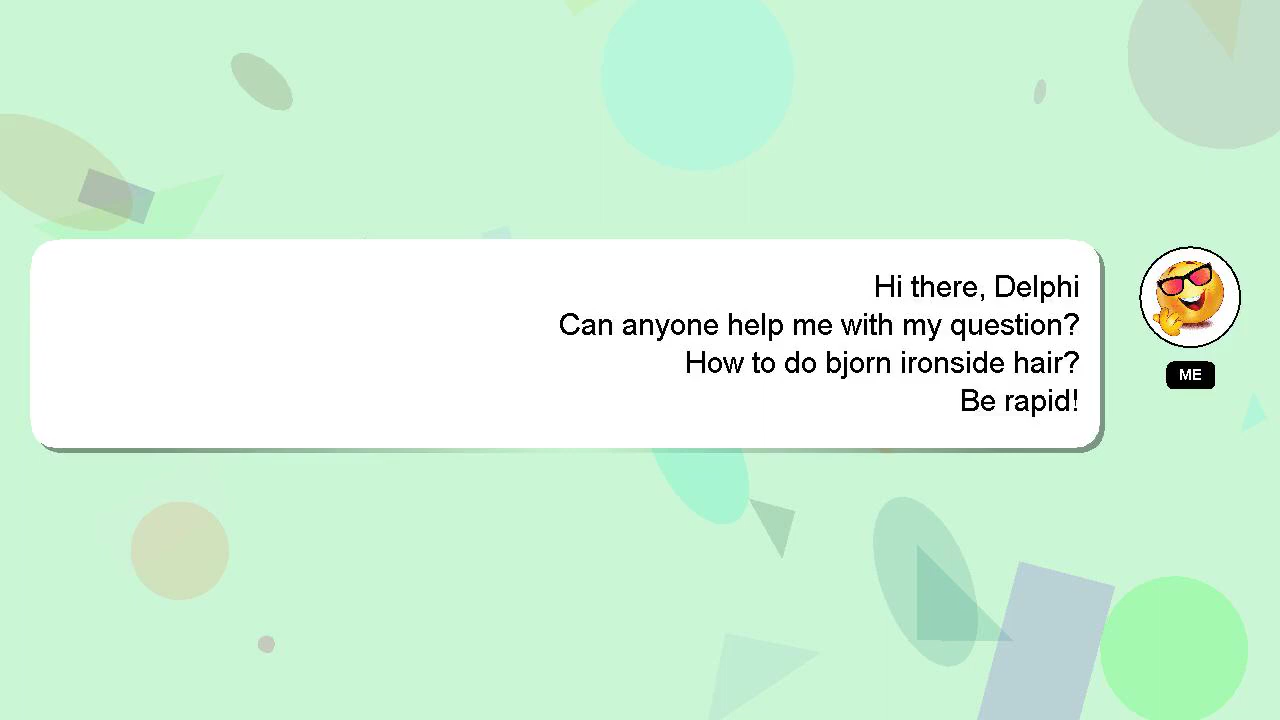 Hi there, Delphi
Can anyone help me with my question?
How to do bjorn ironside hair?
Be rapid!
ME